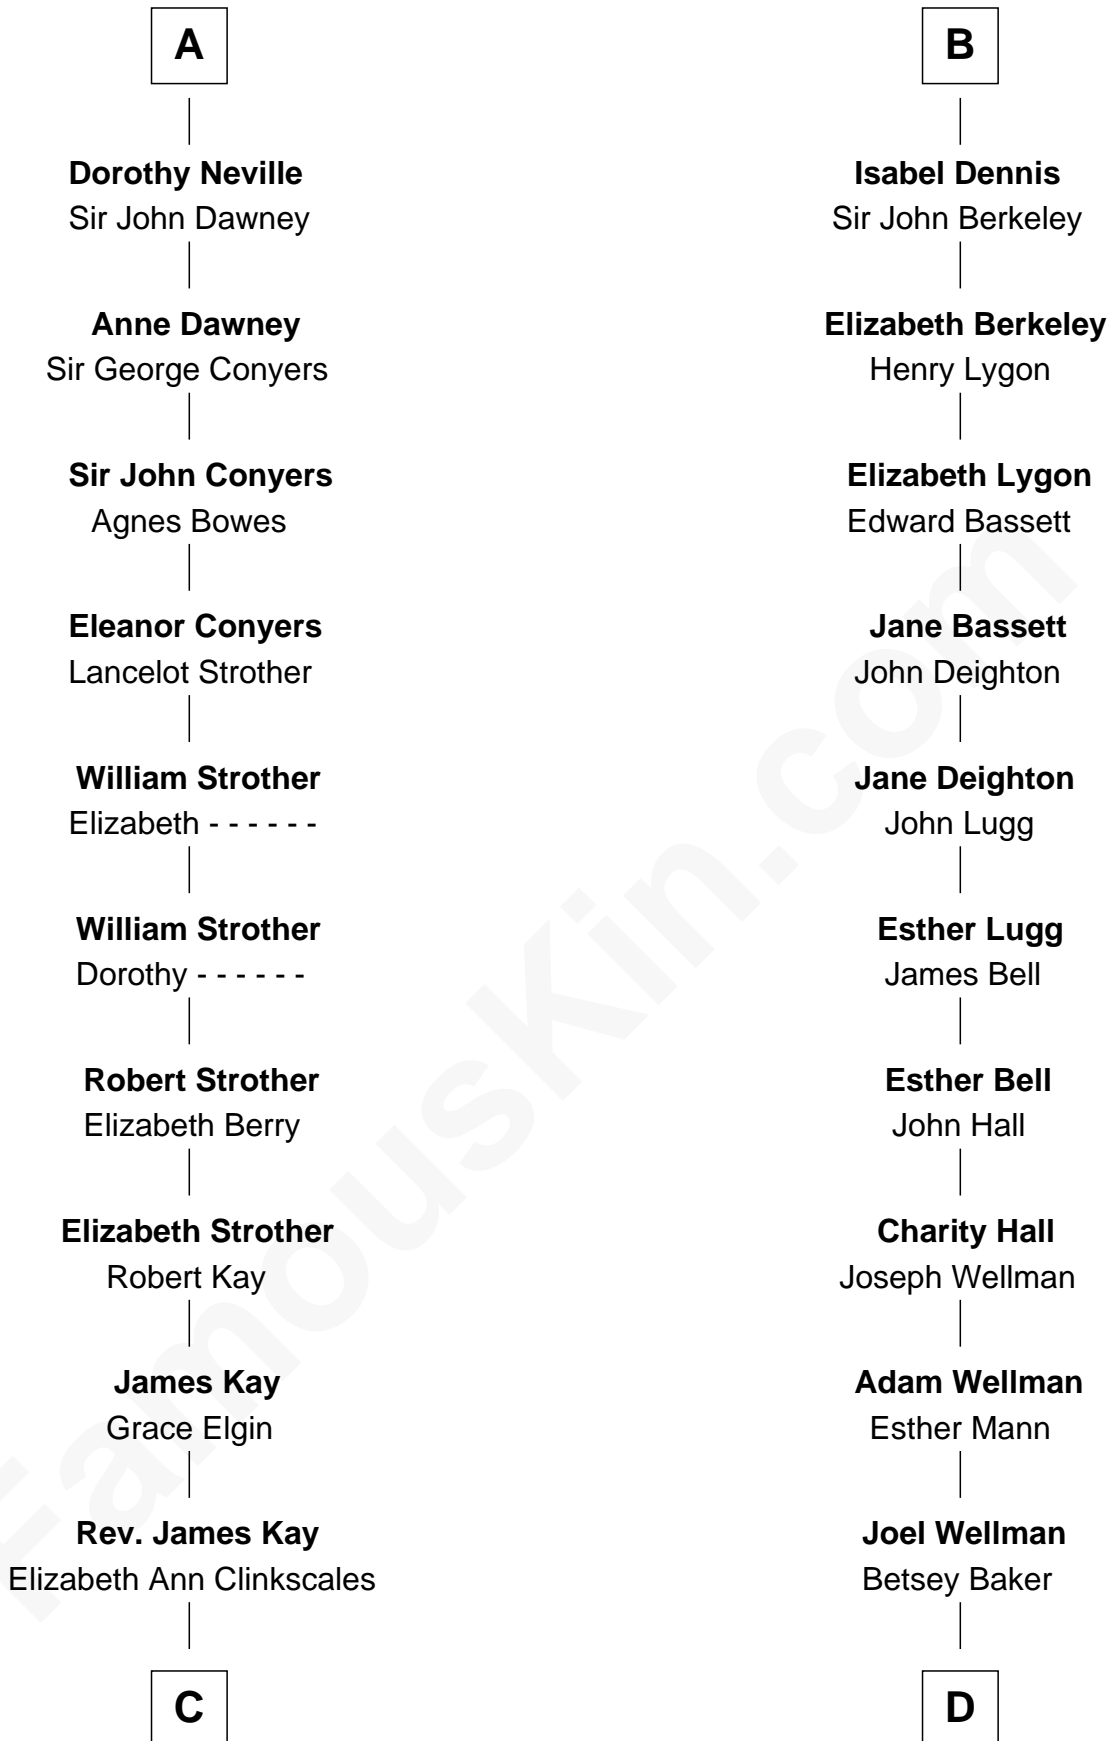 A
Dorothy Neville
Sir John Dawney
Anne Dawney
Sir George Conyers
Sir John Conyers
Agnes Bowes
Eleanor Conyers
Lancelot Strother
William Strother
Elizabeth - - - - - -
William Strother
Dorothy - - - - - -
Robert Strother
Elizabeth Berry
Elizabeth Strother
Robert Kay
James Kay
Grace Elgin
Rev. James Kay
Elizabeth Ann Clinkscales
C
B
Isabel Dennis
Sir John Berkeley
Elizabeth Berkeley
Henry Lygon
Elizabeth Lygon
Edward Bassett
Jane Bassett
John Deighton
Jane Deighton
John Lugg
Esther Lugg
James Bell
Esther Bell
John Hall
Charity Hall
Joseph Wellman
Adam Wellman
Esther Mann
Joel Wellman
Betsey Baker
D
FamousKin.com